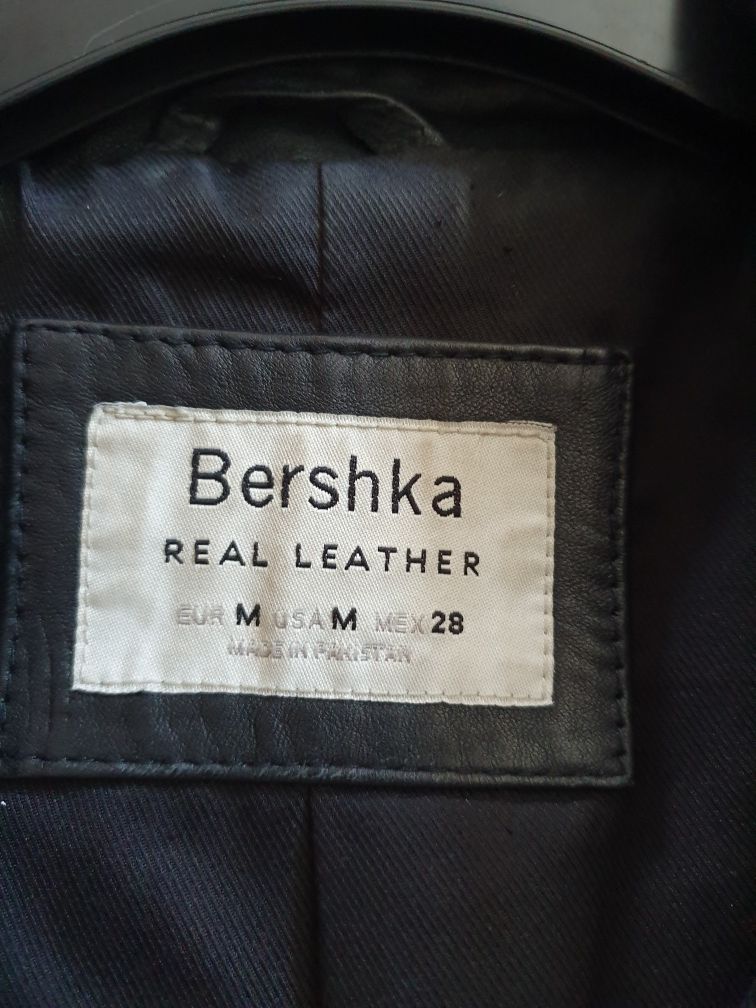 Bershka
REAL LEATHER
EUR M USA M MEX 28
MADE IN PAKISTAN